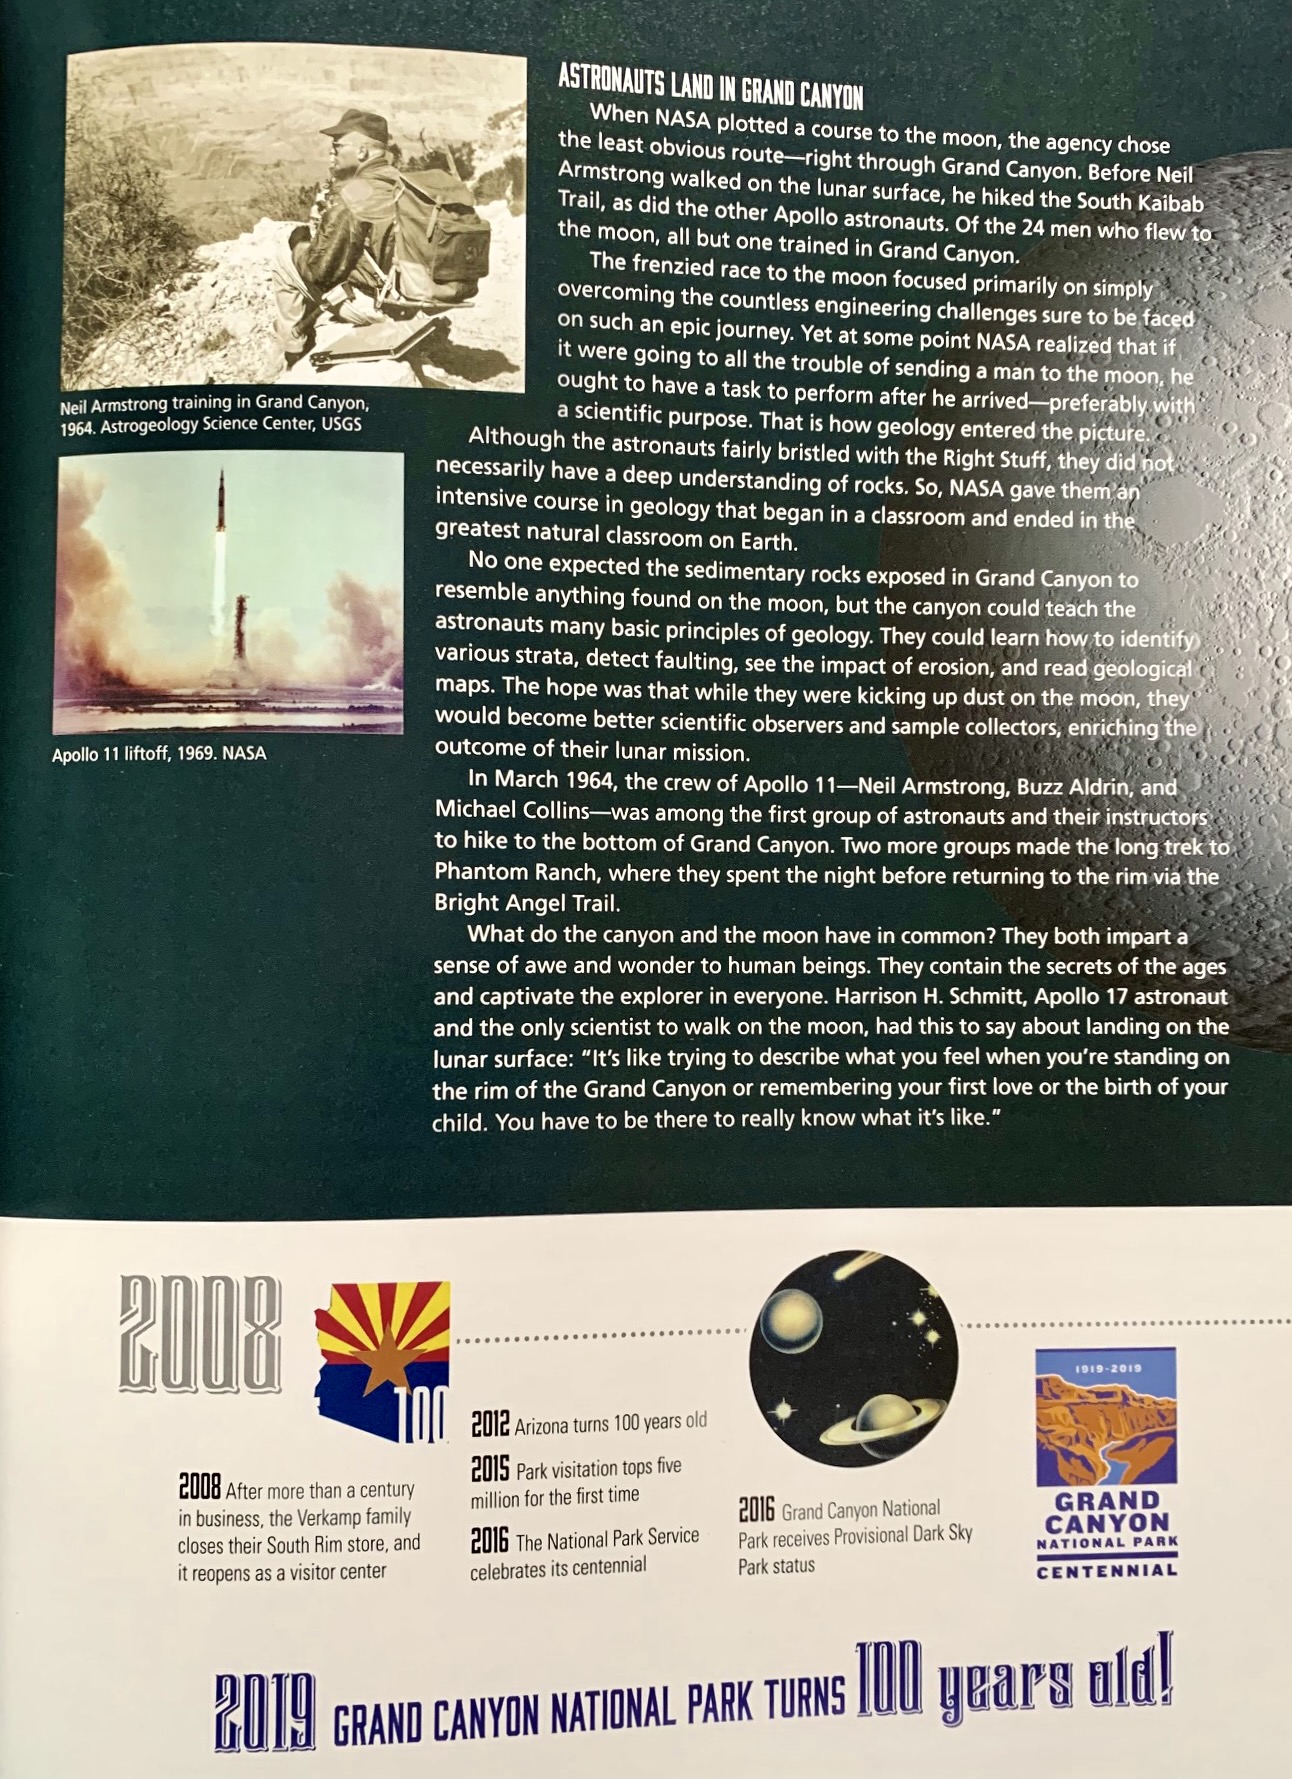 ASTRONAUTS LAND IN GRAND CANYON
When NASA plotted a course to the moon, the agency chose
the least obvious route—right through Grand Canyon. Before Neil
Armstrong walked on the lunar surface, he hiked the South Kaibab
Trail, as did the other Apollo astronauts. Of the 24 men who flew to
the moon, all but one trained in Grand Canyon.
The frenzied race to the moon focused primarily on simply
overcoming the countless engineering challenges sure to be faced
on such an epic journey. Yet at some point NASA realized that if
it were going to all the trouble of sending a man to the moon, he
ought to have a task to perform after he arrived—preferably with
a scientific purpose. That is how geology entered the picture.
Although the astronauts fairly bristled with the Right Stuff, they did not
necessarily have a deep understanding of rocks. So, NASA gave them an
intensive course in geology that began in a classroom and ended in the
greatest natural classroom on Earth.
No one expected the sedimentary rocks exposed in Grand Canyon to
resemble anything found on the moon, but the canyon could teach the
astronauts many basic principles of geology. They could learn how to identify
various strata, detect faulting, see the impact of erosion, and read geological
maps. The hope was that while they were kicking up dust on the moon, they
would become better scientific observers and sample collectors, enriching the
outcome of their lunar mission.
In March 1964, the crew of Apollo 11—Neil Armstrong, Buzz Aldrin, and
Michael Collins—was among the first group of astronauts and their instructors
to hike to the bottom of Grand Canyon. Two more groups made the long trek to
Phantom Ranch, where they spent the night before returning to the rim via the
Bright Angel Trail.
What do the canyon and the moon have in common? They both impart a
sense of awe and wonder to human beings. They contain the secrets of the ages
and captivate the explorer in everyone. Harrison H. Schmitt, Apollo 17 astronaut
and the only scientist to walk on the moon, had this to say about landing on the
lunar surface: "It's like trying to describe what you feel when you're standing on
the rim of the Grand Canyon or remembering your first love or the birth of your
child. You have to be there to really know what it's like."
Neil Armstrong training in Grand Canyon,
1964. Astrogeology Science Center, USGS
Apollo 11 liftoff, 1969. NASA
2008
100
2008 After more than a century
in business, the Verkamp family
closes their South Rim store, and
it reopens as a visitor center
2012 Arizona turns 100 years old
2015 Park visitation tops five
million for the first time
2016 The National Park Service
celebrates its centennial
2016 Grand Canyon National
Park receives Provisional Dark Sky
Park status
1919-2019
GRAND
CANYON
NATIONAL PARK
CENTENNIAL
2019 GRAND CANYON NATIONAL PARK TURNS 100 years old!